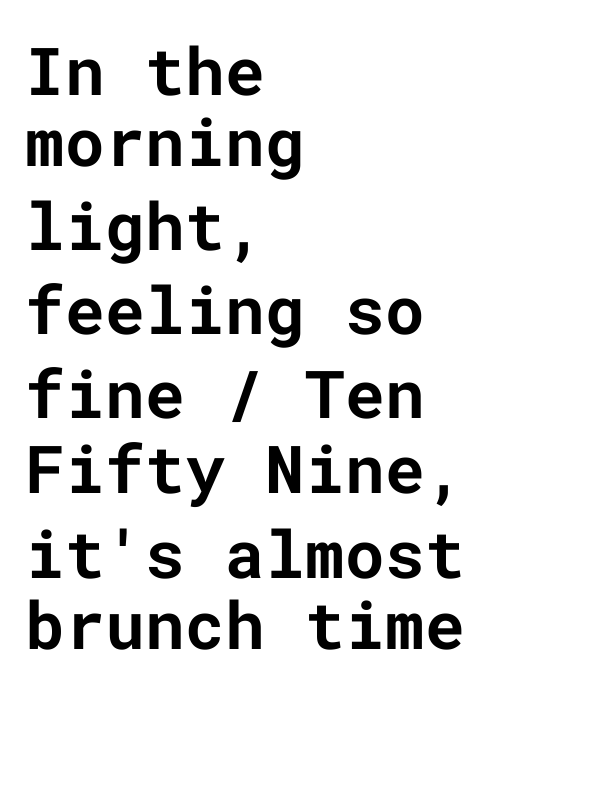 In the
morning
light,
feeling so
fine / Ten
Fifty Nine,
it's almost
brunch time